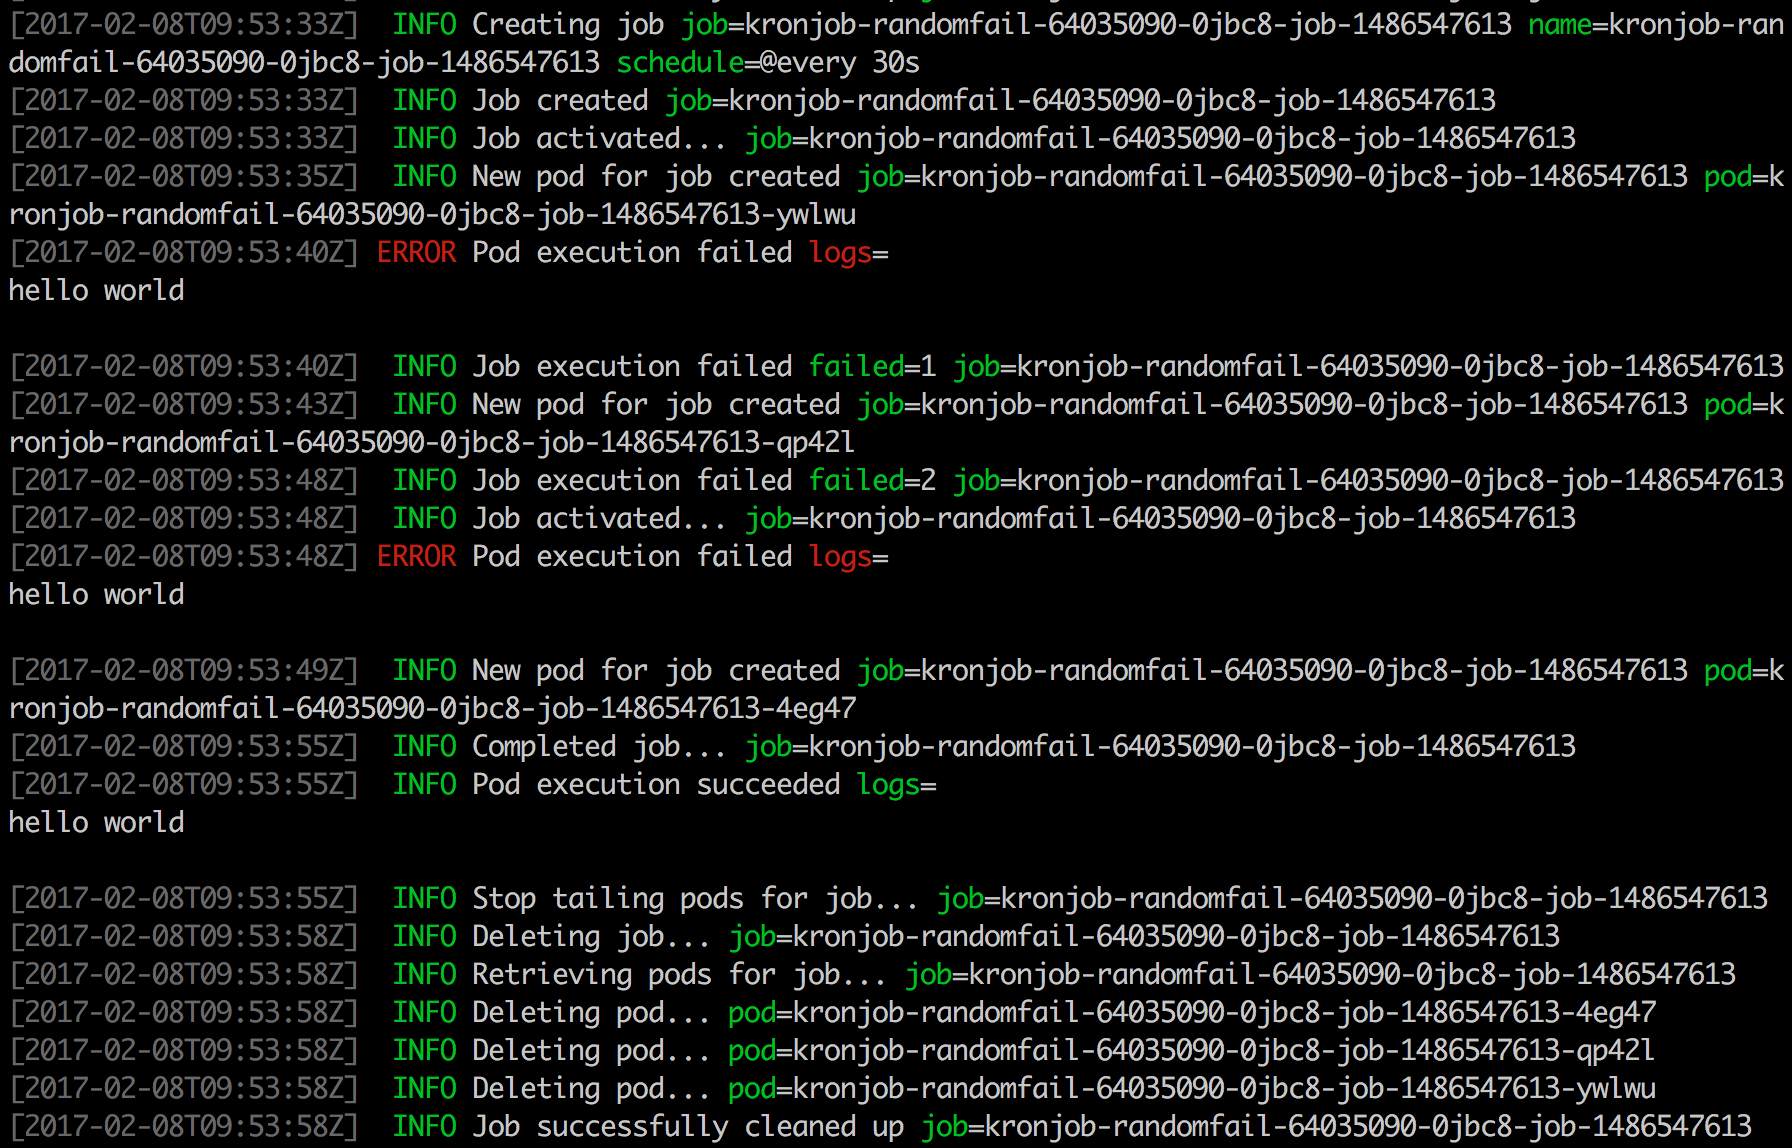 [2017-02-08T09:53:33Z]  INFO Creating job job=kronjob-randomfail-64035090-0jbc8-job-1486547613 name=kronjob-ran
domfail-64035090-0jbc8-job-1486547613 schedule=@every 30s
[2017-02-08T09:53:33Z]  INFO Job created job=kronjob-randomfail-64035090-0jbc8-job-1486547613
[2017-02-08T09:53:33Z]  INFO Job activated... job=kronjob-randomfail-64035090-0jbc8-job-1486547613
[2017-02-08T09:53:35Z]  INFO New pod for job created job=kronjob-randomfail-64035090-0jbc8-job-1486547613 pod=k
ronjob-randomfail-64035090-0jbc8-job-1486547613-ywlwu
[2017-02-08T09:53:40Z] ERROR Pod execution failed logs=
hello world
[2017-02-08T09:53:40Z]  INFO Job execution failed failed=1 job=kronjob-randomfail-64035090-0jbc8-job-1486547613
[2017-02-08T09:53:43Z]  INFO New pod for job created job=kronjob-randomfail-64035090-0jbc8-job-1486547613 pod=k
ronjob-randomfail-64035090-0jbc8-job-1486547613-qp42l
[2017-02-08T09:53:48Z]  INFO Job execution failed failed=2 job=kronjob-randomfail-64035090-0jbc8-job-1486547613
[2017-02-08T09:53:48Z]  INFO Job activated... job=kronjob-randomfail-64035090-0jbc8-job-1486547613
[2017-02-08T09:53:48Z] ERROR Pod execution failed logs=
hello world
[2017-02-08T09:53:49Z]  INFO New pod for job created job=kronjob-randomfail-64035090-0jbc8-job-1486547613 pod=k
ronjob-randomfail-64035090-0jbc8-job-1486547613-4eg47
[2017-02-08T09:53:55Z]  INFO Completed job... job=kronjob-randomfail-64035090-0jbc8-job-1486547613
[2017-02-08T09:53:55Z]  INFO Pod execution succeeded logs=
hello world
[2017-02-08T09:53:55Z]  INFO Stop tailing pods for job... job=kronjob-randomfail-64035090-0jbc8-job-1486547613
[2017-02-08T09:53:58Z]  INFO Deleting job... job=kronjob-randomfail-64035090-0jbc8-job-1486547613
[2017-02-08T09:53:58Z]  INFO Retrieving pods for job... job=kronjob-randomfail-64035090-0jbc8-job-1486547613
[2017-02-08T09:53:58Z]  INFO Deleting pod... pod=kronjob-randomfail-64035090-0jbc8-job-1486547613-4eg47
[2017-02-08T09:53:58Z]  INFO Deleting pod... pod=kronjob-randomfail-64035090-0jbc8-job-1486547613-qp42l
[2017-02-08T09:53:58Z]  INFO Deleting pod... pod=kronjob-randomfail-64035090-0jbc8-job-1486547613-ywlwu
[2017-02-08T09:53:58Z]  INFO Job successfully cleaned up job=kronjob-randomfail-64035090-0jbc8-job-1486547613